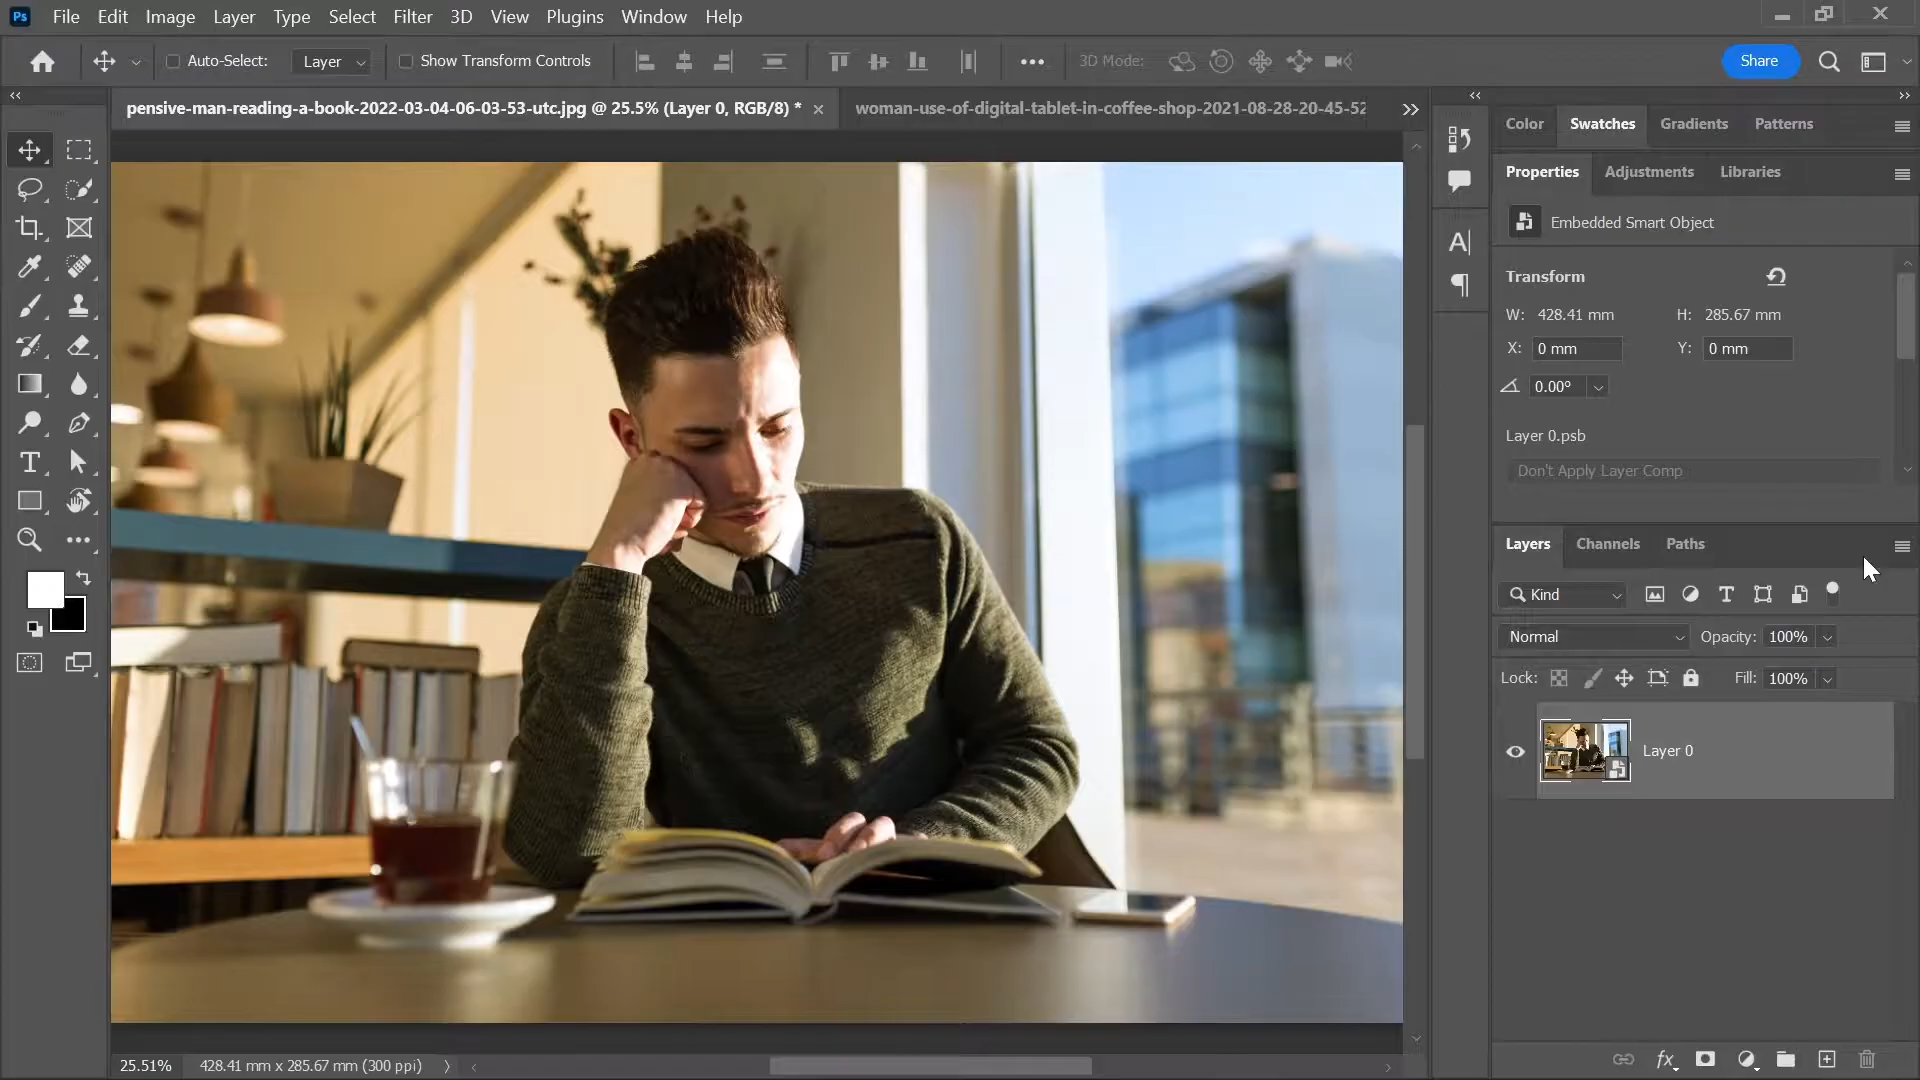 Ps File Edit Image Layer Type Select Filter 3D View Plugins Window Help
Auto-Select: Layer Show Transform Controls 3D Mode: Share
pensive-man-reading-a-book-2022-03-04-06-03-53-utc.jpg @ 25.5% (Layer 0, RGB/8) *
woman-use-of-digital-tablet-in-coffee-shop-2021-08-28-20-45-52
Color Swatches Gradients Patterns
Properties Adjustments Libraries
Embedded Smart Object
Transform
W: 428.41 mm H: 285.67 mm
X: 0 mm Y: 0 mm
0.00°
Layer 0.psb
Don't Apply Layer Comp
Layers Channels Paths
Kind
Normal Opacity: 100%
Lock: Fill: 100%
Layer 0
25.51% 428.41 mm x 285.67 mm (300 ppi)